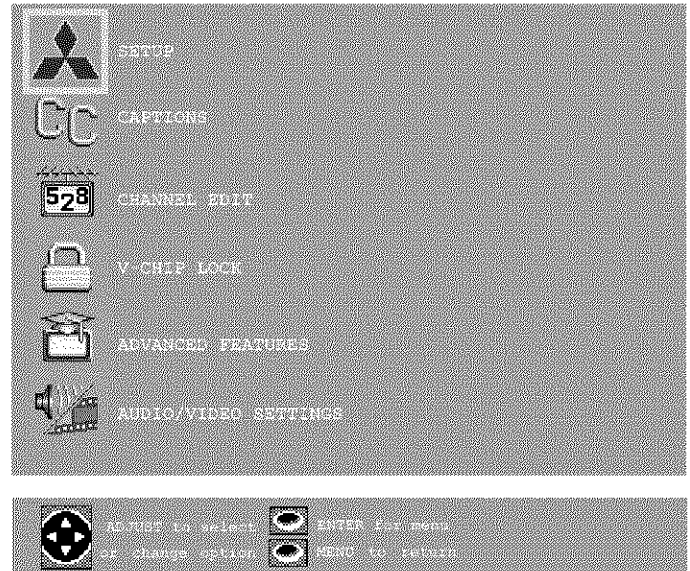 SETUP
CC
CAPTIONS
528
CHANNEL EDIT
V-CHIP LOCK
ADVANCED FEATURES
AUDIO/VIDEO SETTINGS
ADJUST to select ENTER for menu
or change option MENU to return